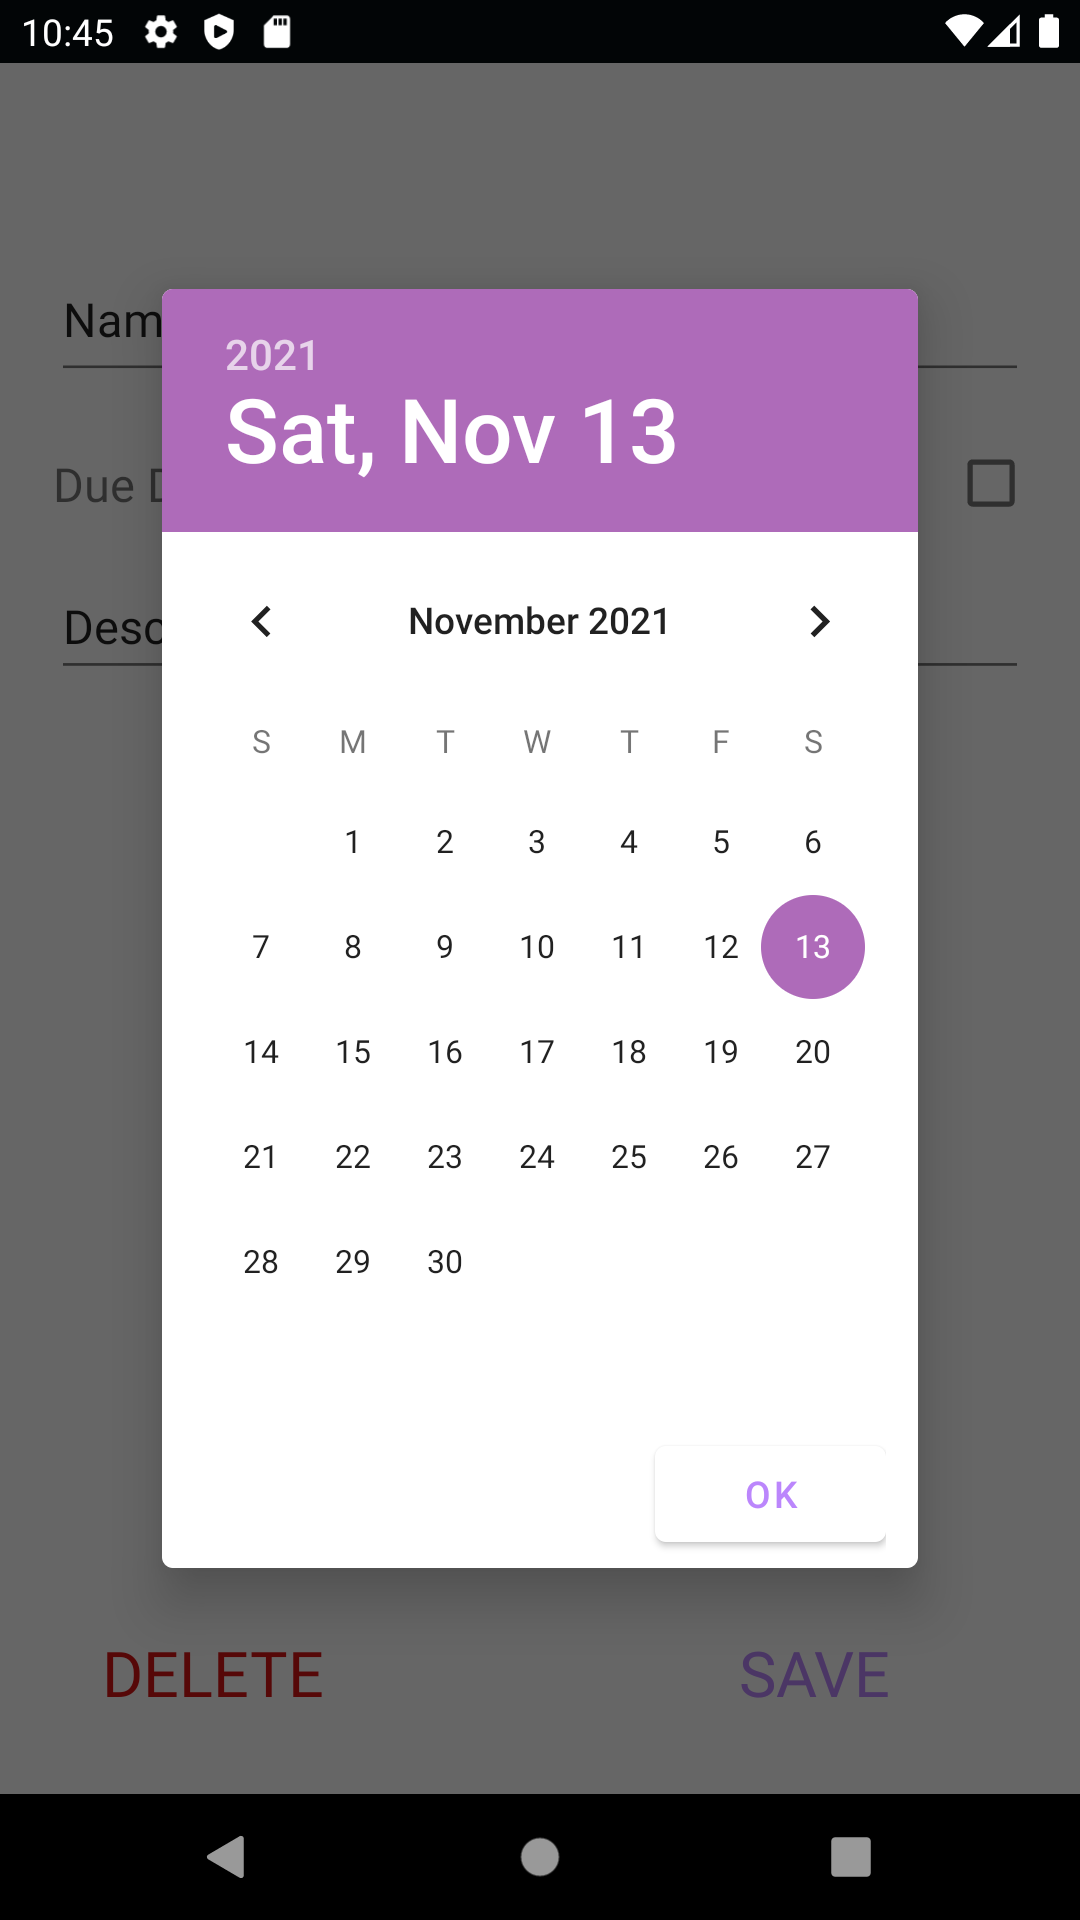 10:45
Nam
2021
Sat, Nov 13
Due D
November 2021
Desc
S M T W T F S
1 2 3 4 5 6
7 8 9 10 11 12 13
14 15 16 17 18 19 20
21 22 23 24 25 26 27
28 29 30
OK
DELETE SAVE